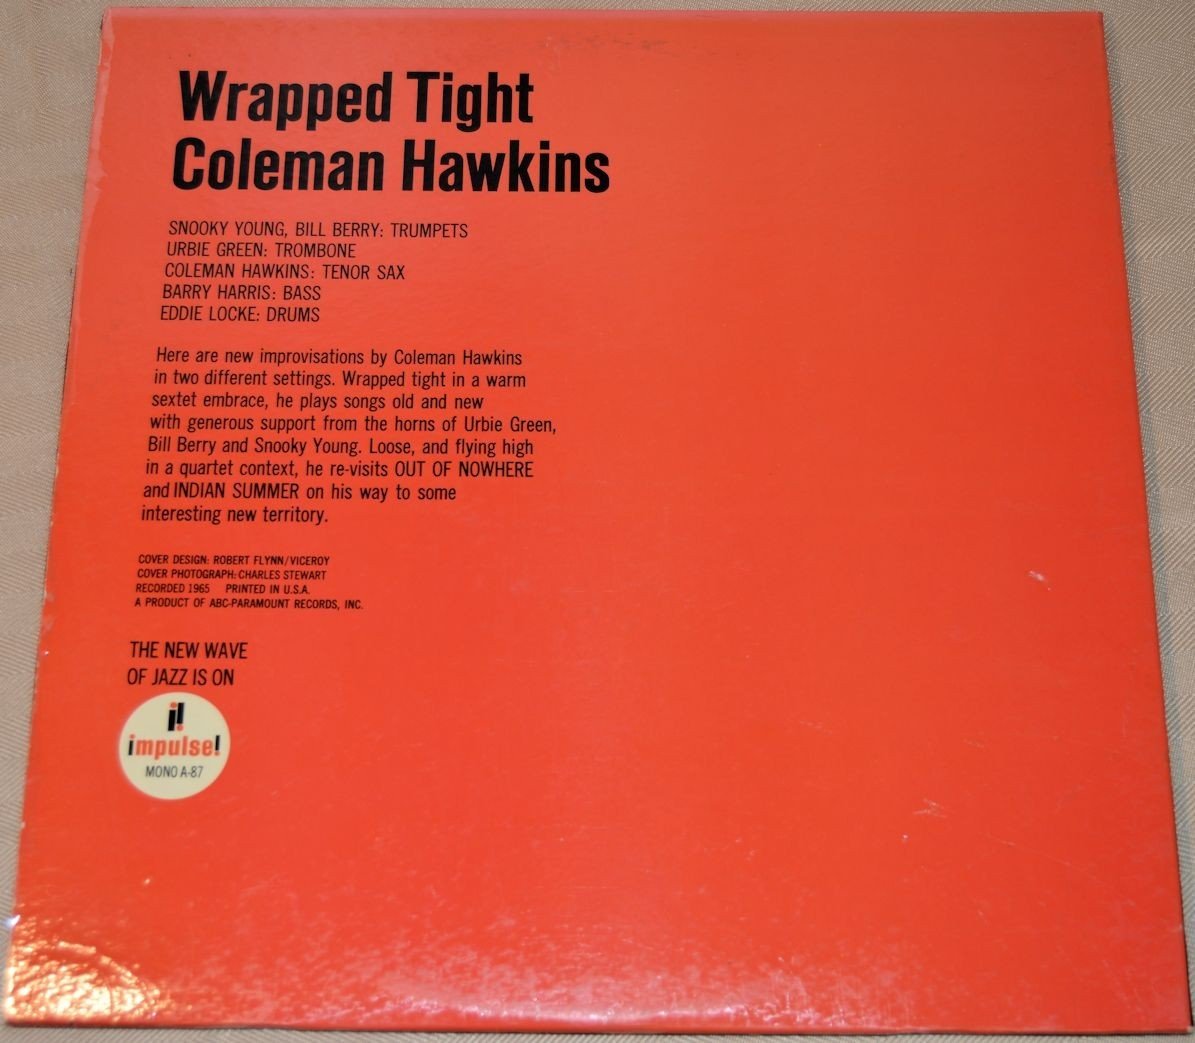 Wrapped Tight
Coleman Hawkins
SNOOKY YOUNG, BILL BERRY: TRUMPETS
URBIE GREEN: TROMBONE
COLEMAN HAWKINS: TENOR SAX
BARRY HARRIS: BASS
EDDIE LOCKE: DRUMS
Here are new improvisations by Coleman Hawkins
in two different settings. Wrapped tight in a warm
sextet embrace, he plays songs old and new
with generous support from the horns of Urbie Green,
Bill Berry and Snooky Young. Loose, and flying high
in a quartet context, he re-visits OUT OF NOWHERE
and INDIAN SUMMER on his way to some
interesting new territory.
COVER DESIGN: ROBERT FLYNN/VICEROY
COVER PHOTOGRAPH: CHARLES STEWART
RECORDED 1965 PRINTED IN U.S.A.
A PRODUCT OF ABC-PARAMOUNT RECORDS, INC.
THE NEW WAVE
OF JAZZ IS ON
i!
impulse!
MONO A-87